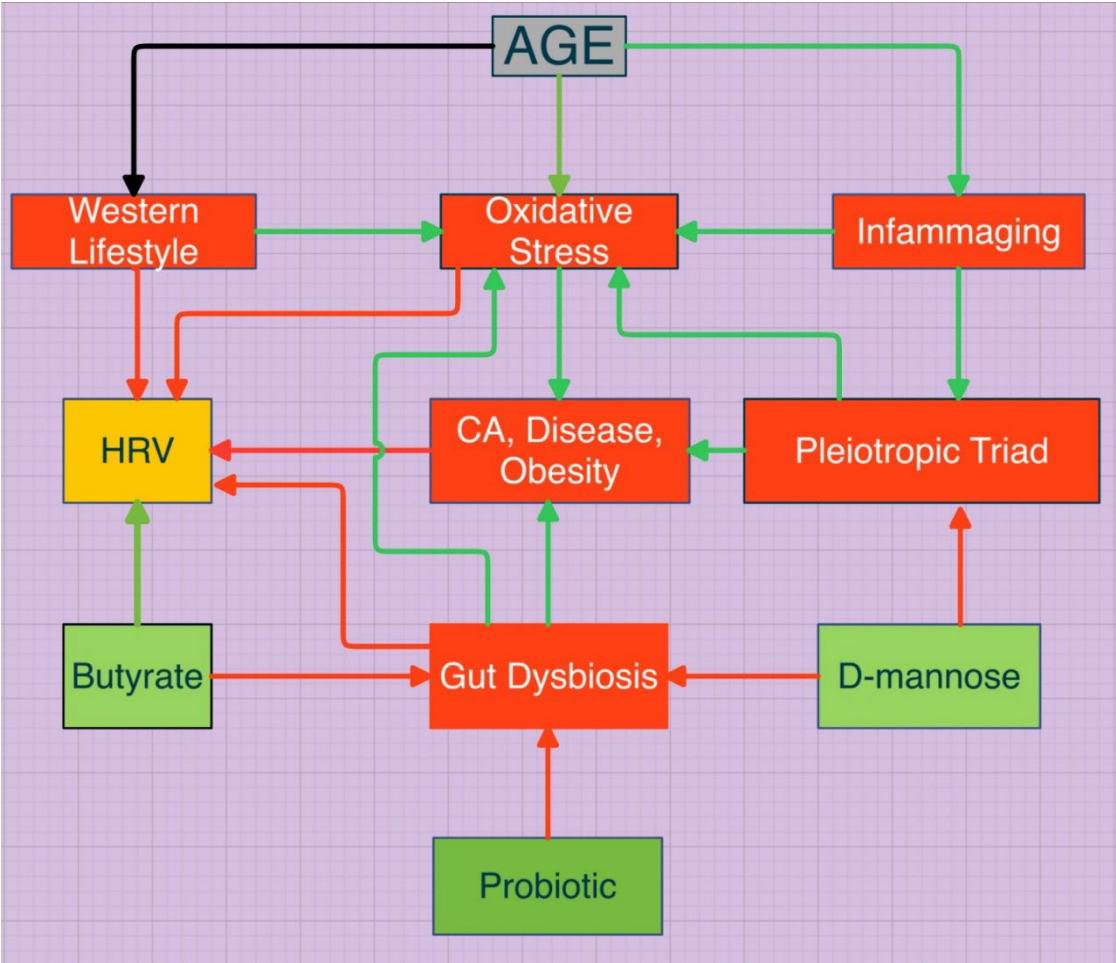 AGE
Western
Lifestyle
Oxidative
Stress
Infammaging
HRV
CA, Disease,
Obesity
Pleiotropic Triad
Butyrate
Gut Dysbiosis
D-mannose
Probiotic